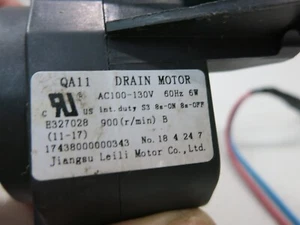 QA11 DRAIN MOTOR
AC100-130V 60Hz 6W
c RU us int.duty S3 8s-ON 8s-OFF
E327028 900(r/min) B
(11-17)
17438000000343 No.18 4 24 7
Jiangsu Leili Motor Co.,Ltd.